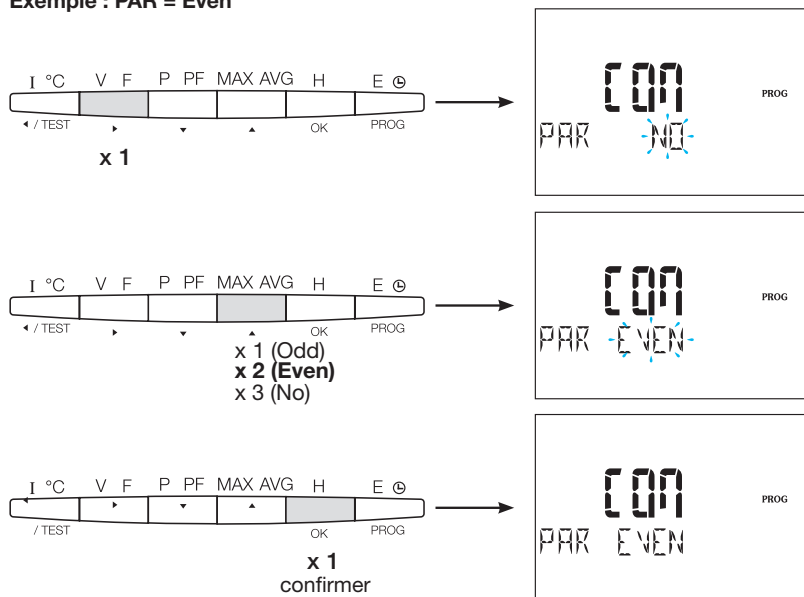 Exemple : PAR = Even
I °C V F P PF MAX AVG H E
/ TEST OK PROG
x 1
COM
PROG
PAR NO
I °C V F P PF MAX AVG H E
/ TEST OK PROG
x 1 (Odd)
x 2 (Even)
x 3 (No)
COM
PROG
PAR EVEN
I °C V F P PF MAX AVG H E
/ TEST OK PROG
x 1
confirmer
COM
PROG
PAR EVEN